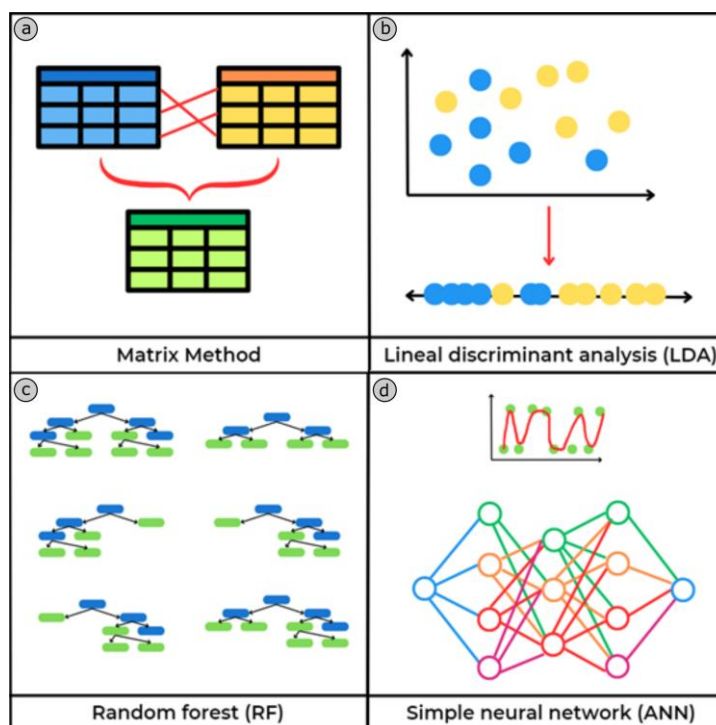 a
b
Matrix Method
Lineal discriminant analysis (LDA)
c
d
Random forest (RF)
Simple neural network (ANN)